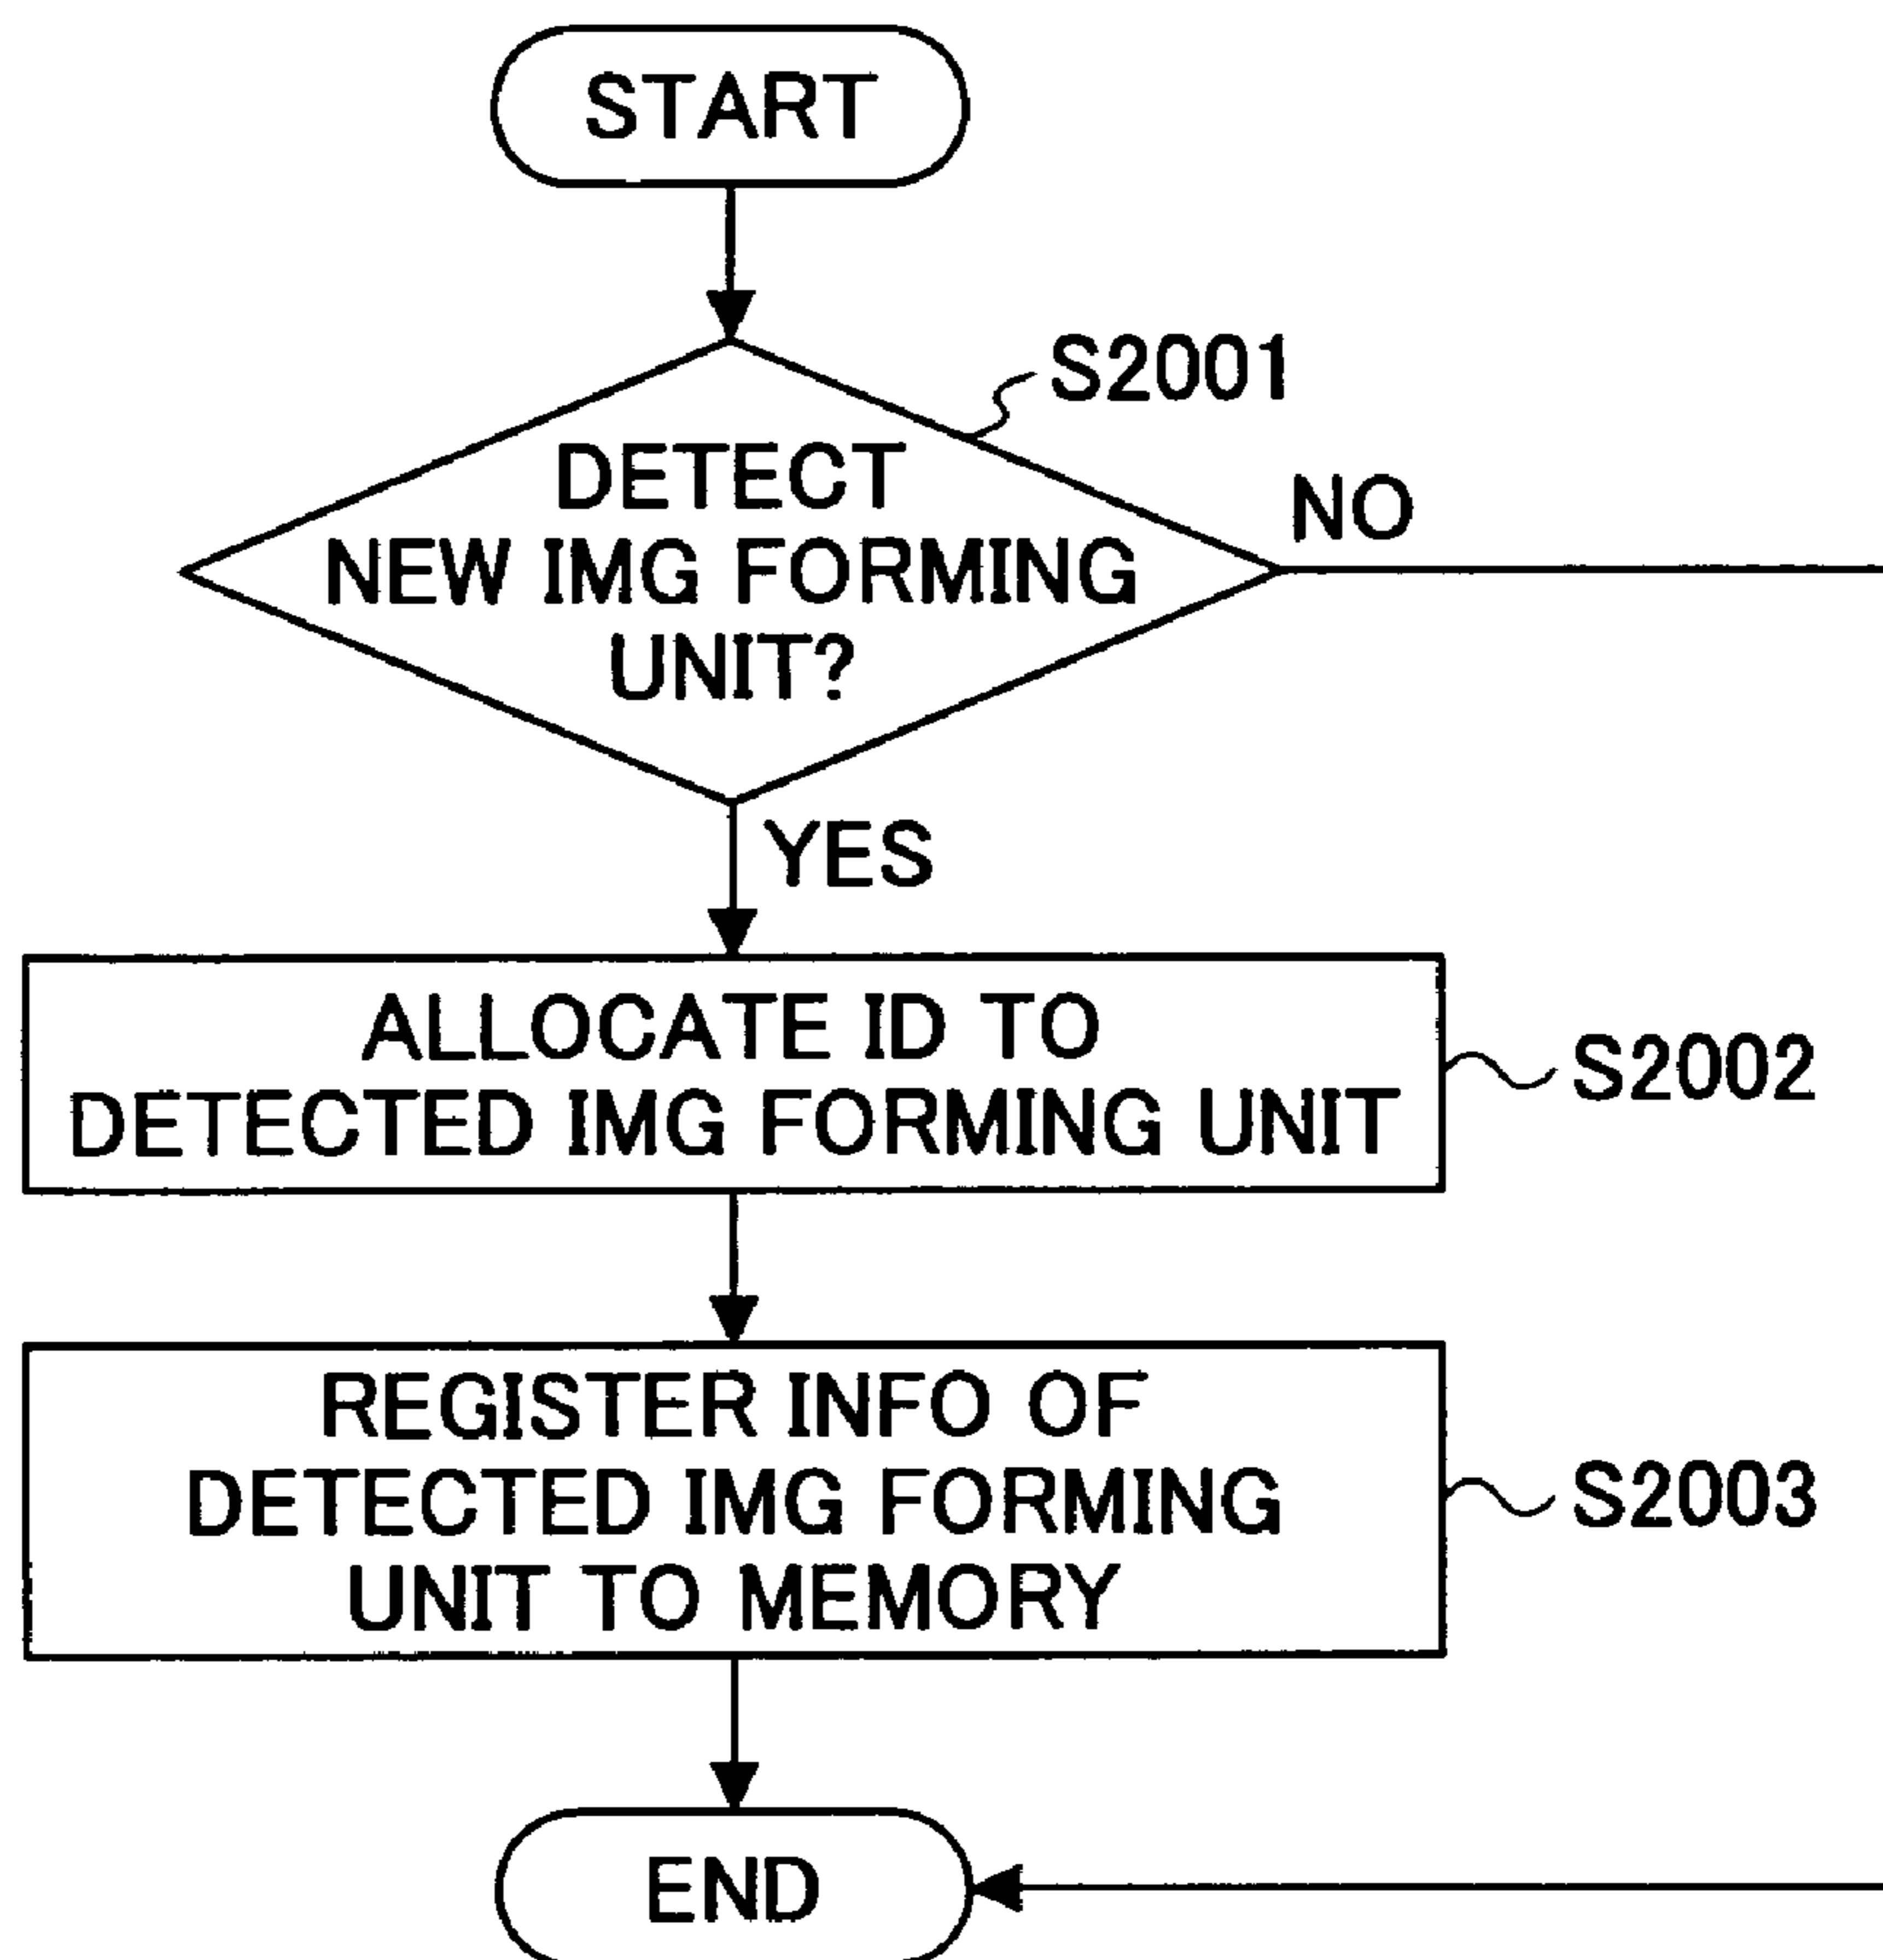 START
S2001
DETECT
NEW IMG FORMING
UNIT?
NO
YES
ALLOCATE ID TO
DETECTED IMG FORMING UNIT
S2002
REGISTER INFO OF
DETECTED IMG FORMING
UNIT TO MEMORY
S2003
END